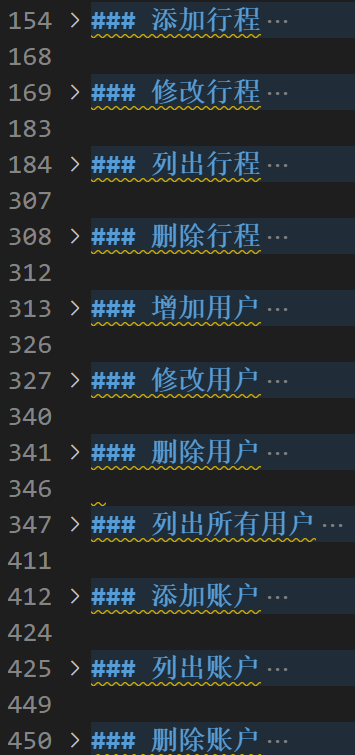 154 > ### 添加行程 ···
168
169 > ### 修改行程 ···
183
184 > ### 列出行程 ···
307
308 > ### 删除行程 ···
312
313 > ### 增加用户 ···
326
327 > ### 修改用户 ···
340
341 > ### 删除用户 ···
346
347 > ### 列出所有用户 ···
411
412 > ### 添加账户 ···
424
425 > ### 列出账户 ···
449
450 > ### 删除账户 ···